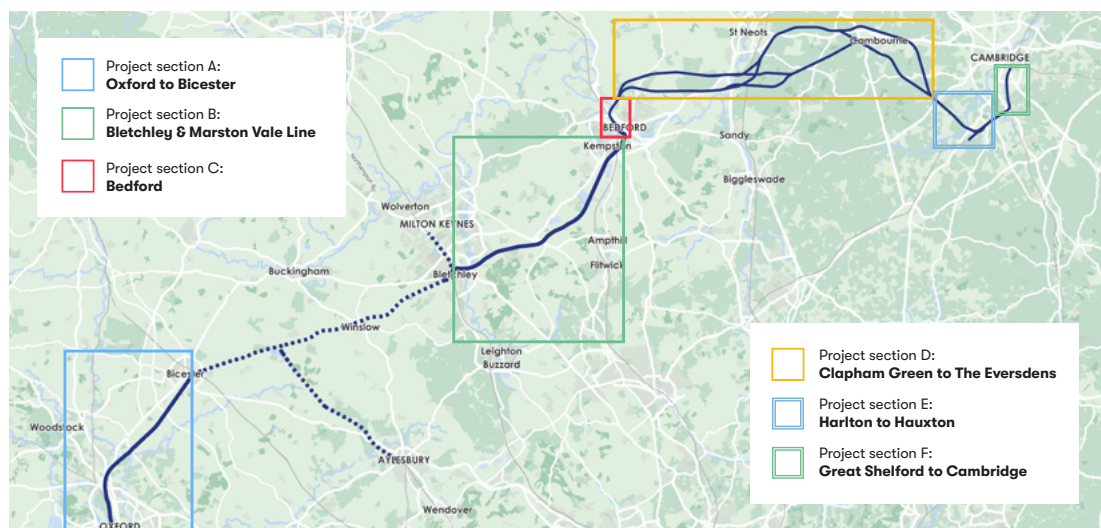 Project section A:
Oxford to Bicester
Project section B:
Bletchley & Marston Vale Line
Project section C:
Bedford
St Neots
Cambourne
CAMBRIDGE
BEDFORD
Kempston
Sandy
Biggleswade
Wolverton
MILTON KEYNES
Ampthill
Flitwick
Buckingham
Bletchley
Winslow
Leighton
Buzzard
Bicester
Woodstock
AYLESBURY
Wendover
OXFORD
Project section D:
Clapham Green to The Eversdens
Project section E:
Harlton to Hauxton
Project section F:
Great Shelford to Cambridge